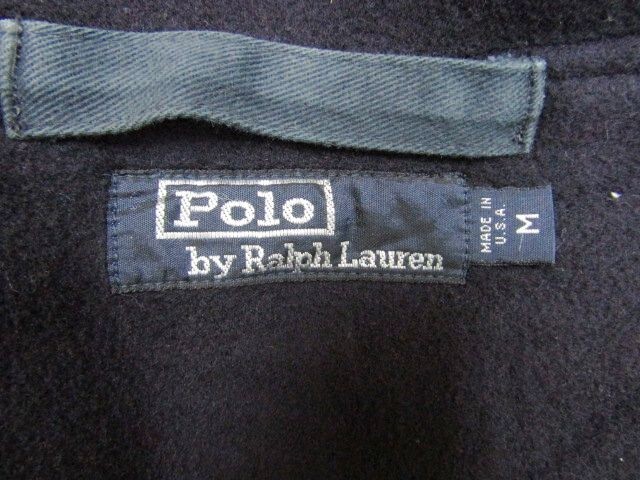 Polo
by Ralph Lauren
MADE IN
U.S.A.
M